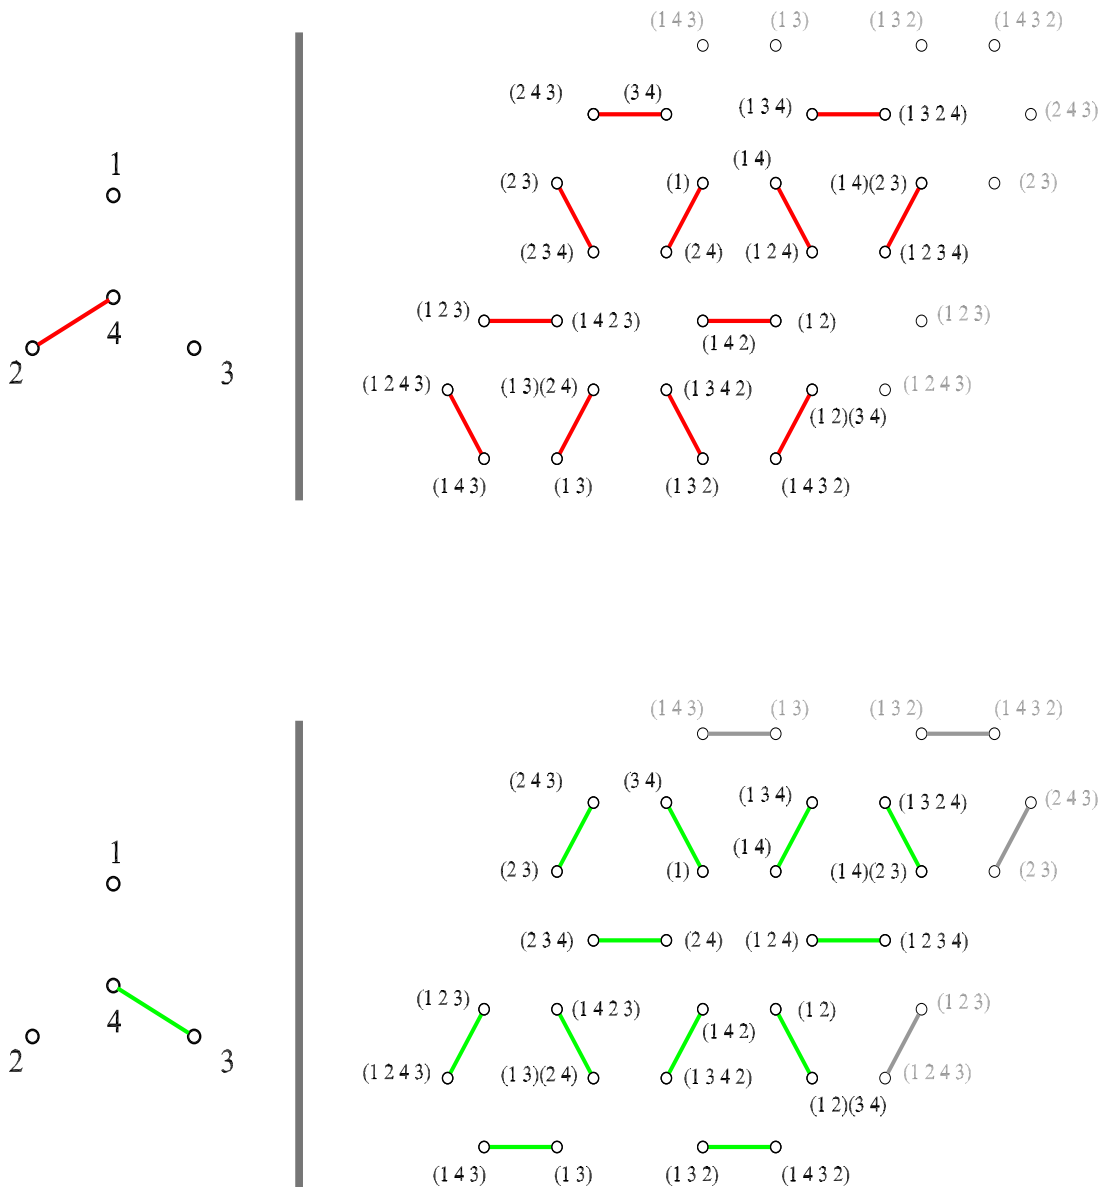 (1 4 3) (1 3) (1 3 2) (1 4 3 2)
(2 4 3) (3 4) (1 3 4) (1 3 2 4) (2 4 3)
1 (1 4)
(2 3) (1) (1 4)(2 3) (2 3)
(2 3 4) (2 4) (1 2 4) (1 2 3 4)
(1 2 3) (1 4 2 3) (1 2) (1 2 3)
4 (1 4 2)
2 3 (1 2 4 3) (1 3)(2 4) (1 3 4 2) (1 2 4 3)
(1 2)(3 4)
(1 4 3) (1 3) (1 3 2) (1 4 3 2)
(1 4 3) (1 3) (1 3 2) (1 4 3 2)
(2 4 3) (3 4) (1 3 4) (1 3 2 4) (2 4 3)
1 (1 4)
(2 3) (1) (1 4)(2 3) (2 3)
(2 3 4) (2 4) (1 2 4) (1 2 3 4)
(1 2 3) (1 4 2 3) (1 2) (1 2 3)
4 (1 4 2)
2 3 (1 2 4 3) (1 3)(2 4) (1 3 4 2) (1 2 4 3)
(1 2)(3 4)
(1 4 3) (1 3) (1 3 2) (1 4 3 2)